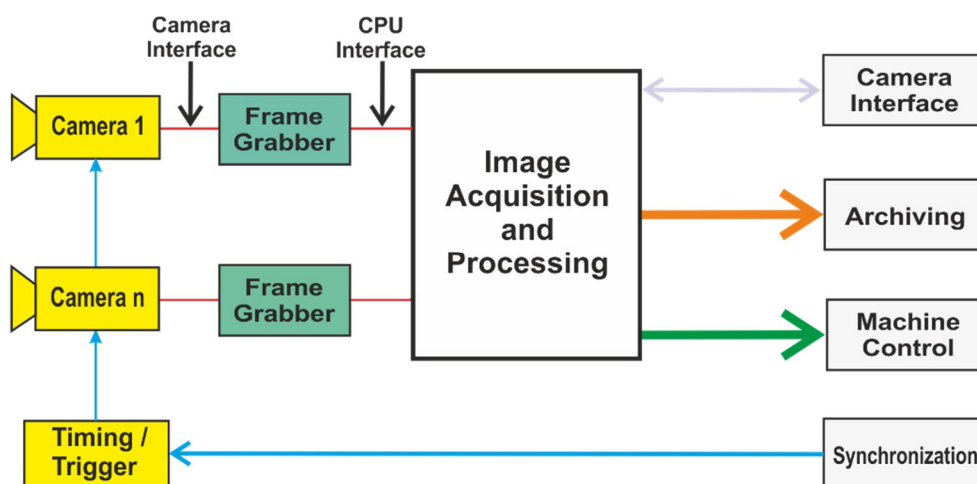 Camera
Interface
CPU
Interface
Camera 1
Frame
Grabber
Image
Acquisition
and
Processing
Camera
Interface
Archiving
Camera n
Frame
Grabber
Machine
Control
Timing /
Trigger
Synchronization